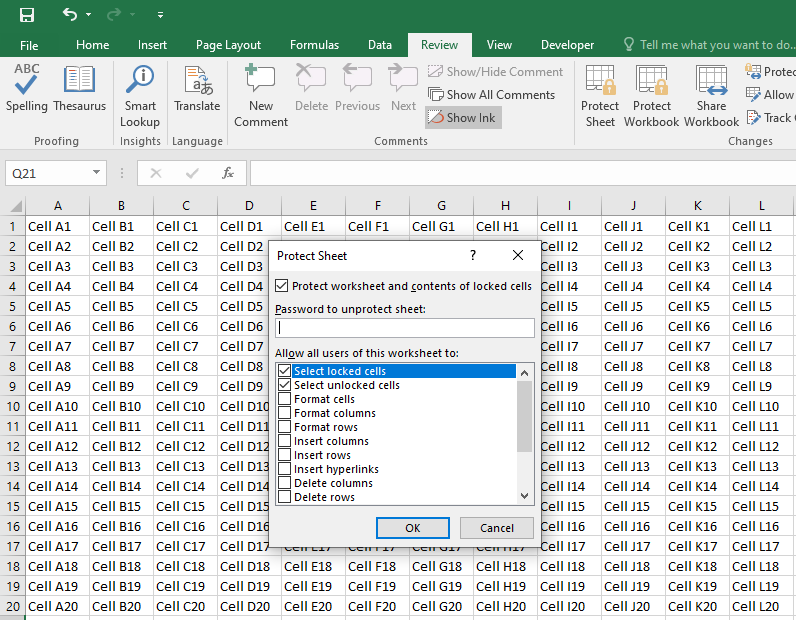 File Home Insert Page Layout Formulas Data Review View Developer Tell me what you want to do...
ABC
Spelling Thesaurus Smart Lookup Translate New Comment Delete Previous Next
Show/Hide Comment
Show All Comments
Show Ink
Protect Sheet Protect Workbook Share Workbook
Protec
Allow
Track
Proofing Insights Language Comments Changes
Q21 fx
A B C D E F G H I J K L
1 Cell A1 Cell B1 Cell C1 Cell D1 Cell E1 Cell F1 Cell G1 Cell H1 Cell I1 Cell J1 Cell K1 Cell L1
2 Cell A2 Cell B2 Cell C2 Cell D2 Cell I2 Cell J2 Cell K2 Cell L2
3 Cell A3 Cell B3 Cell C3 Cell D3 Cell I3 Cell J3 Cell K3 Cell L3
4 Cell A4 Cell B4 Cell C4 Cell D4 Cell I4 Cell J4 Cell K4 Cell L4
5 Cell A5 Cell B5 Cell C5 Cell D5 Cell I5 Cell J5 Cell K5 Cell L5
6 Cell A6 Cell B6 Cell C6 Cell D6 Cell I6 Cell J6 Cell K6 Cell L6
7 Cell A7 Cell B7 Cell C7 Cell D7 Cell I7 Cell J7 Cell K7 Cell L7
8 Cell A8 Cell B8 Cell C8 Cell D8 Cell I8 Cell J8 Cell K8 Cell L8
9 Cell A9 Cell B9 Cell C9 Cell D9 Cell I9 Cell J9 Cell K9 Cell L9
10 Cell A10 Cell B10 Cell C10 Cell D10 Cell I10 Cell J10 Cell K10 Cell L10
11 Cell A11 Cell B11 Cell C11 Cell D11 Cell I11 Cell J11 Cell K11 Cell L11
12 Cell A12 Cell B12 Cell C12 Cell D12 Cell I12 Cell J12 Cell K12 Cell L12
13 Cell A13 Cell B13 Cell C13 Cell D13 Cell I13 Cell J13 Cell K13 Cell L13
14 Cell A14 Cell B14 Cell C14 Cell D14 Cell I14 Cell J14 Cell K14 Cell L14
15 Cell A15 Cell B15 Cell C15 Cell D15 Cell I15 Cell J15 Cell K15 Cell L15
16 Cell A16 Cell B16 Cell C16 Cell D16 Cell I16 Cell J16 Cell K16 Cell L16
17 Cell A17 Cell B17 Cell C17 Cell D17 Cell E17 Cell F17 Cell G17 Cell H17 Cell I17 Cell J17 Cell K17 Cell L17
18 Cell A18 Cell B18 Cell C18 Cell D18 Cell E18 Cell F18 Cell G18 Cell H18 Cell I18 Cell J18 Cell K18 Cell L18
19 Cell A19 Cell B19 Cell C19 Cell D19 Cell E19 Cell F19 Cell G19 Cell H19 Cell I19 Cell J19 Cell K19 Cell L19
20 Cell A20 Cell B20 Cell C20 Cell D20 Cell E20 Cell F20 Cell G20 Cell H20 Cell I20 Cell J20 Cell K20 Cell L20
Protect Sheet ?
Protect worksheet and contents of locked cells
Password to unprotect sheet:
Allow all users of this worksheet to:
Select locked cells
Select unlocked cells
Format cells
Format columns
Format rows
Insert columns
Insert rows
Insert hyperlinks
Delete columns
Delete rows
OK Cancel